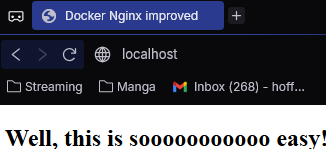 Docker Nginx improved
localhost
Streaming Manga Inbox (268) - hoff...
Well, this is sooooooooooo easy!